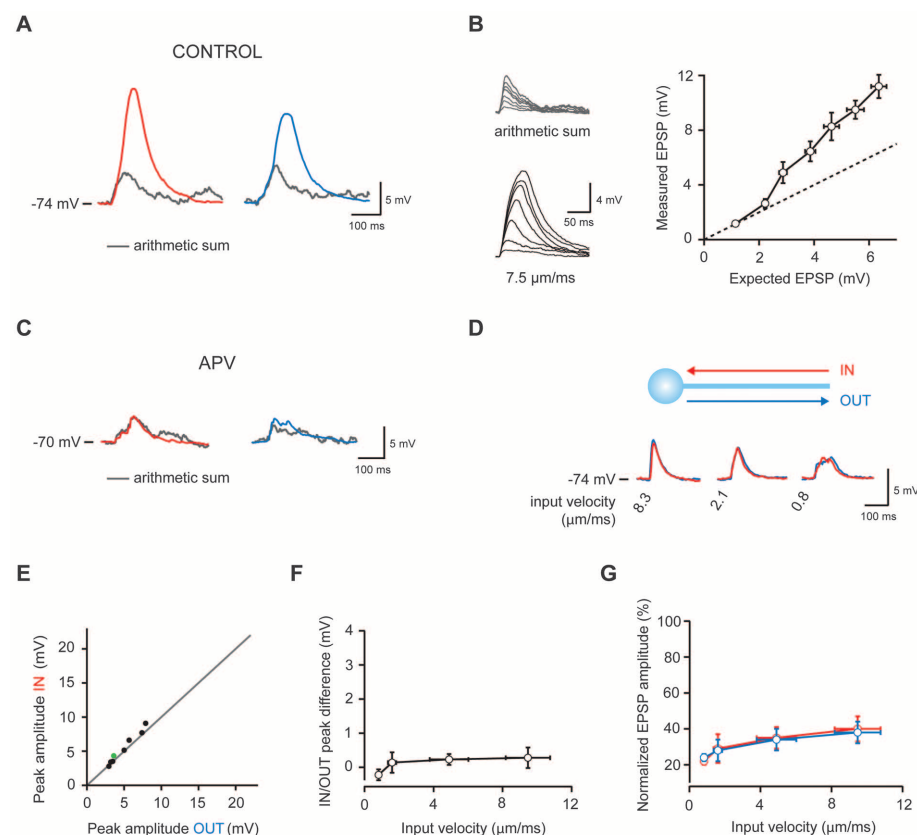 A
CONTROL
-74 mV
5 mV
100 ms
arithmetic sum
B
arithmetic sum
4 mV
50 ms
7.5 µm/ms
Measured EPSP (mV)
12
8
4
0
0
2
4
6
Expected EPSP (mV)
C
APV
-70 mV
5 mV
100 ms
arithmetic sum
D
IN
OUT
-74 mV
input velocity
(µm/ms)
8.3
2.1
0.8
5 mV
100 ms
E
Peak amplitude IN (mV)
20
15
10
5
0
0
5
10
15
20
Peak amplitude OUT (mV)
F
IN/OUT peak difference (mV)
4
3
2
1
0
0
4
8
12
Input velocity (µm/ms)
G
Normalized EPSP amplitude (%)
100
80
60
40
20
0
4
8
12
Input velocity (µm/ms)